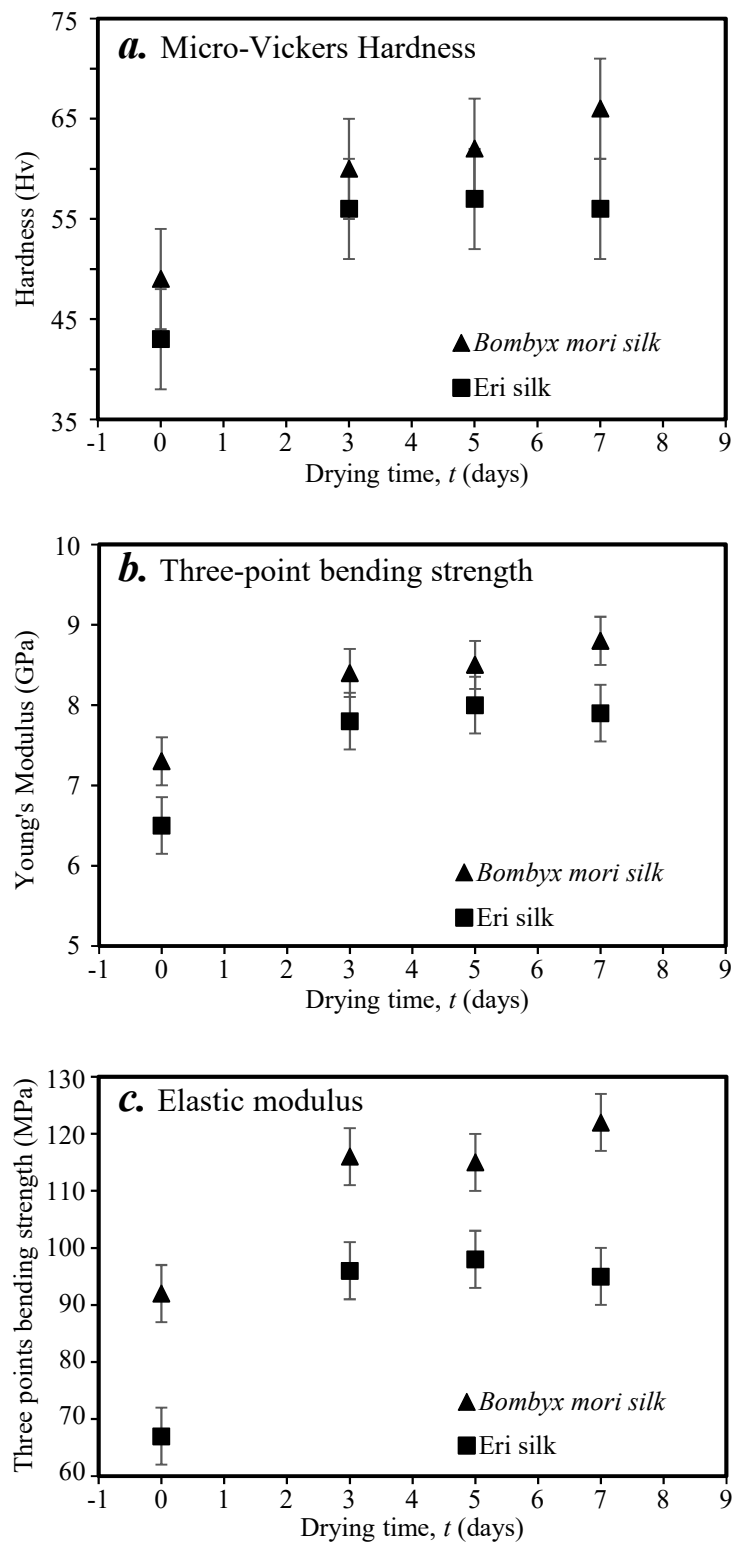 a. Micro-Vickers Hardness
75
65
55
45
35
Hardness (Hv)
Bombyx mori silk
Eri silk
-1 0 1 2 3 4 5 6 7 8 9
Drying time, t (days)
b. Three-point bending strength
10
9
8
7
6
5
Young's Modulus (GPa)
Bombyx mori silk
Eri silk
-1 0 1 2 3 4 5 6 7 8 9
Drying time, t (days)
c. Elastic modulus
130
120
110
100
90
80
70
60
Three points bending strength (MPa)
Bombyx mori silk
Eri silk
-1 0 1 2 3 4 5 6 7 8 9
Drying time, t (days)